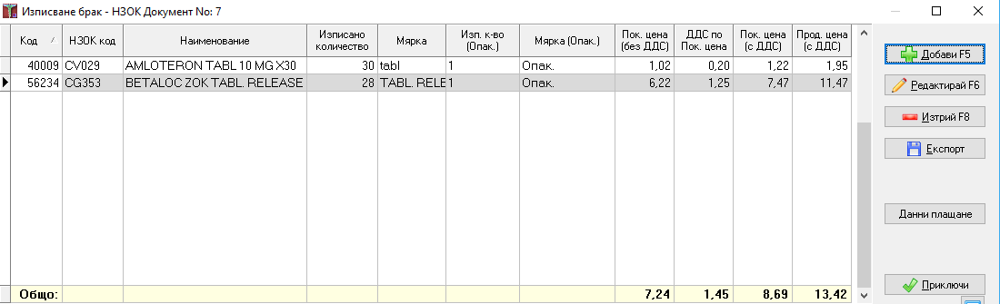 Изписване брак - НЗОК Документ No: 7
Код НЗОК код Наименование Изписано количество Мярка Изп. к-во (Опак.) Мярка (Опак.) Пок. цена (без ДДС) ДДС по Пок. цена Пок. цена (с ДДС) Прод. цена (с ДДС)
40009 CV029 AMLOTERON TABL 10 MG X30 30 tabl 1 Опак. 1,02 0,20 1,22 1,95
56234 CG353 BETALOC ZOK TABL. RELEASE 28 TABL. RELE 1 Опак. 6,22 1,25 7,47 11,47
Общо: 7,24 1,45 8,69 13,42
Добави F5
Редактирай F6
Изтрий F8
Експорт
Данни плащане
Приключи